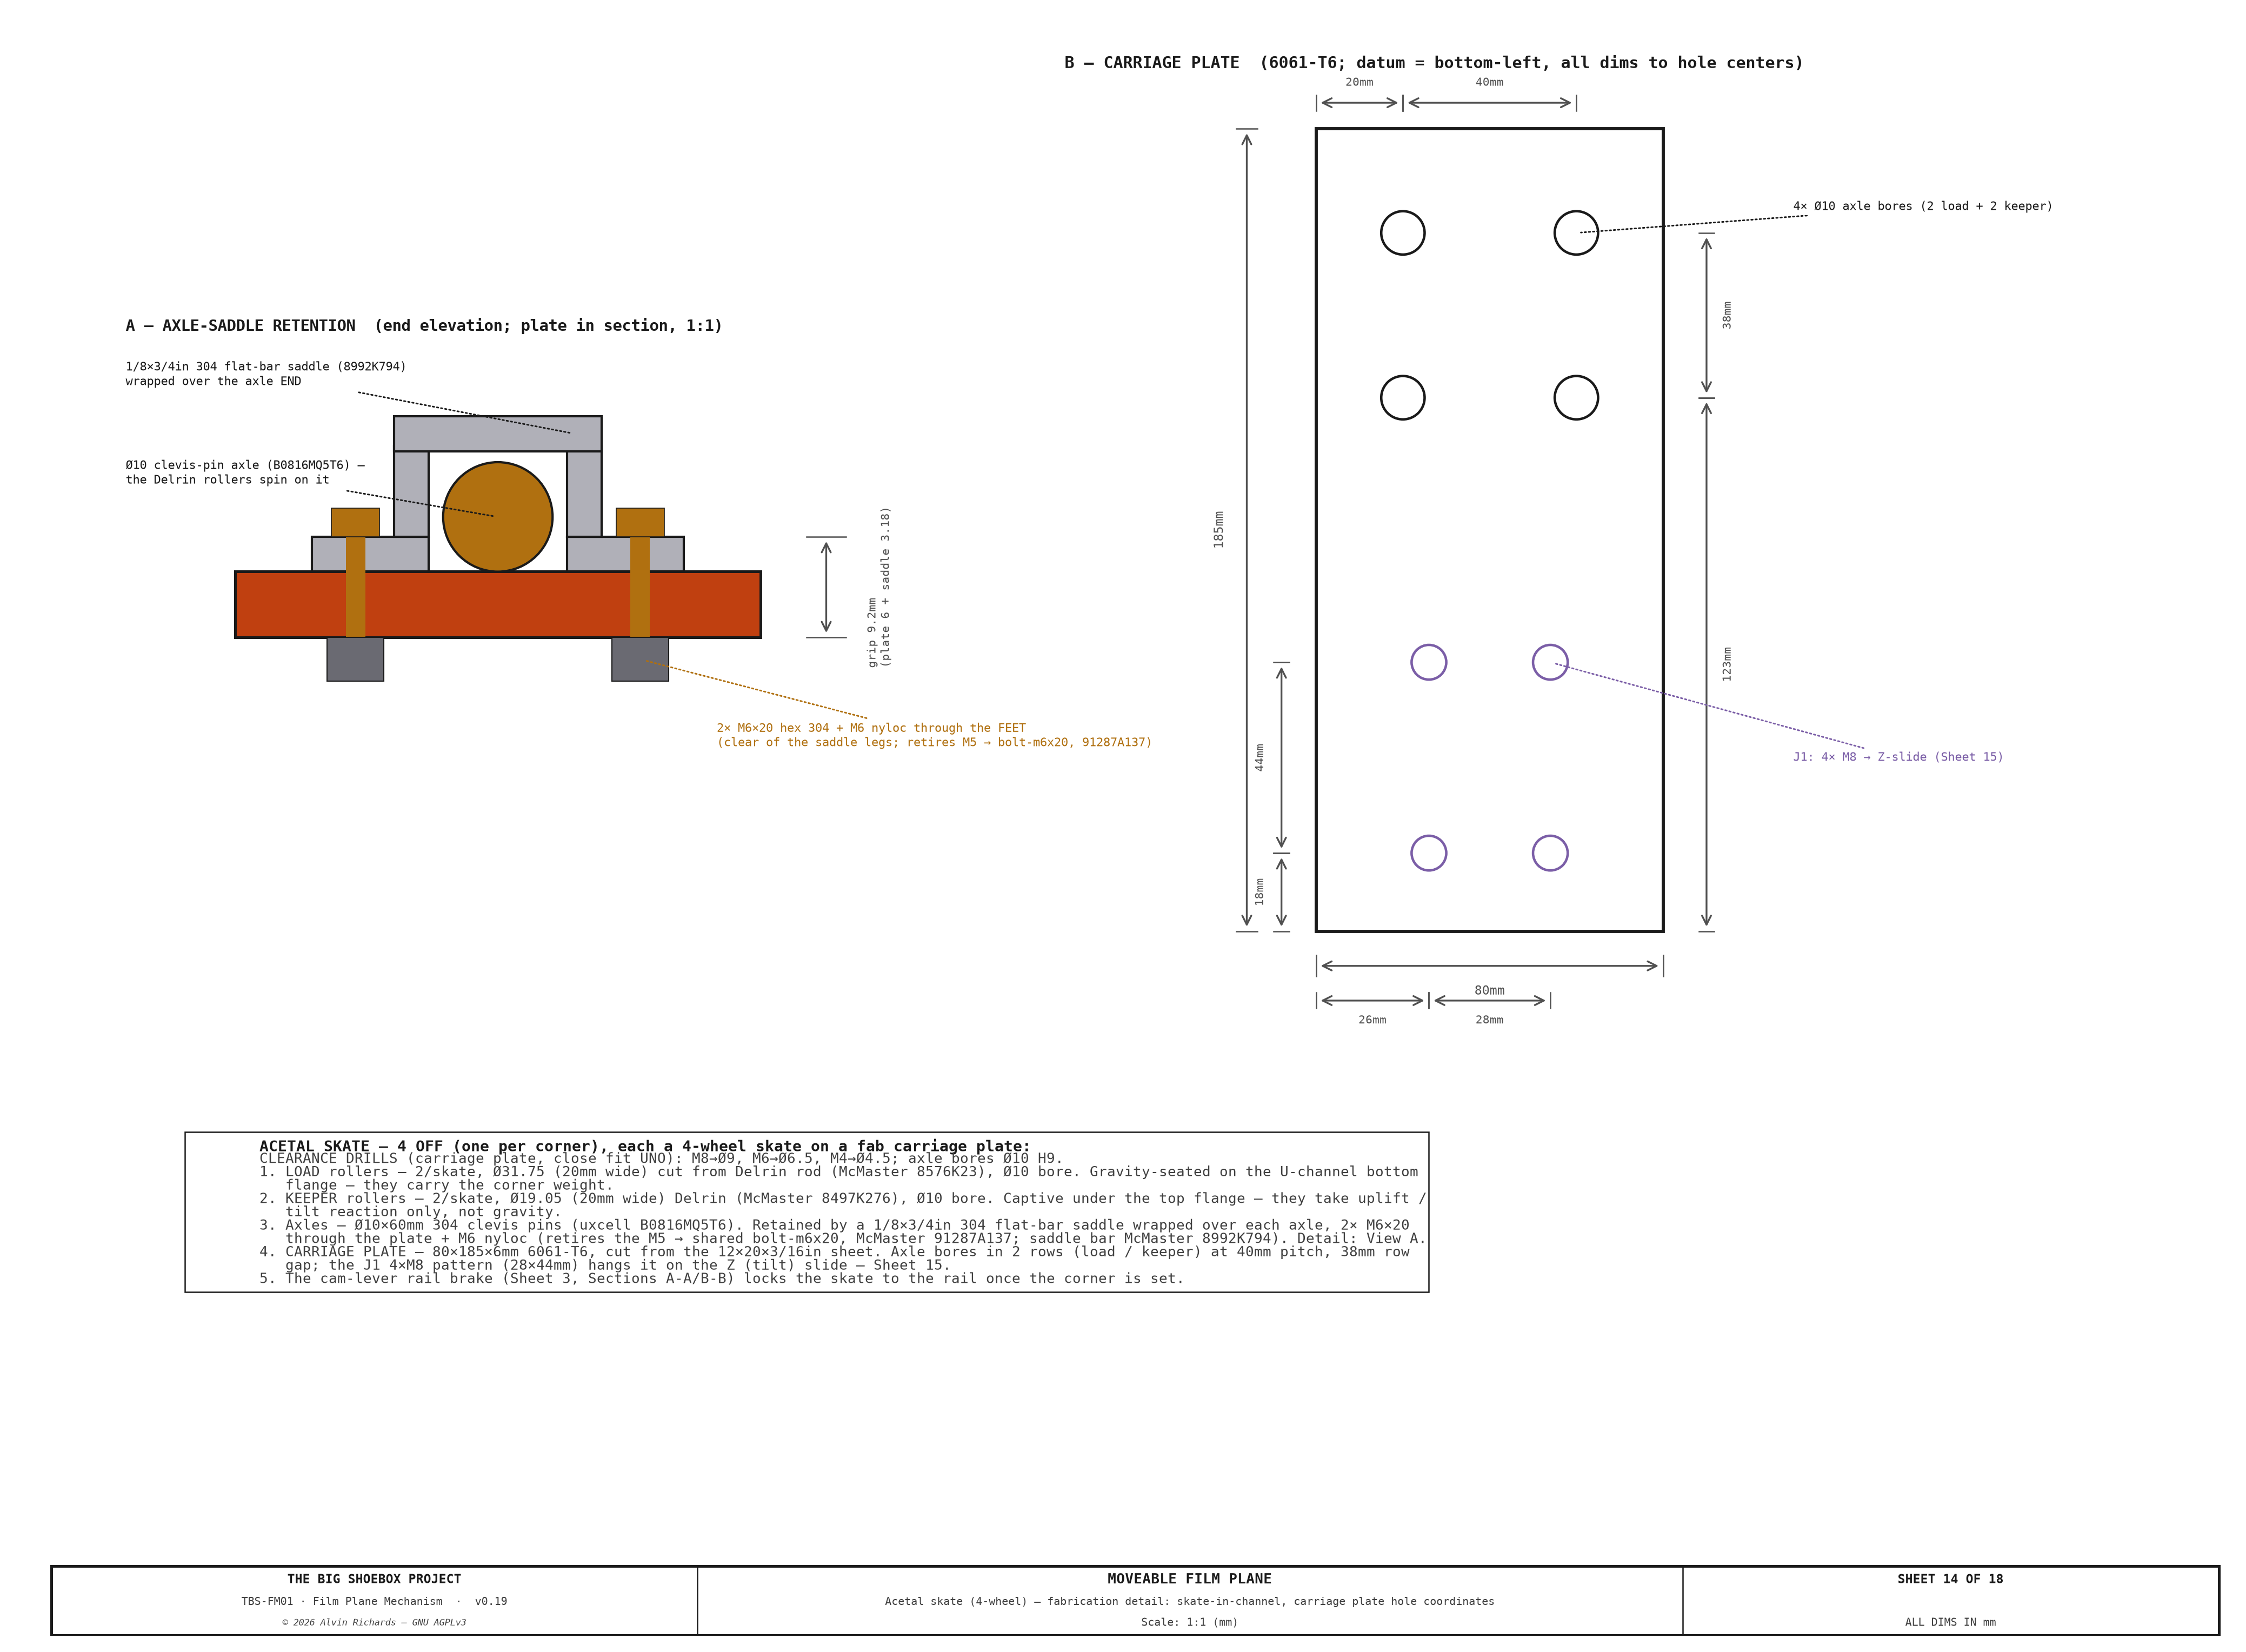 B — CARRIAGE PLATE (6061-T6; datum = bottom-left, all dims to hole centers)
20mm
40mm
4× Ø10 axle bores (2 load + 2 keeper)
38mm
A — AXLE-SADDLE RETENTION (end elevation; plate in section, 1:1)
1/8×3/4in 304 flat-bar saddle (8992K794)
wrapped over the axle END
Ø10 clevis-pin axle (B0816MQ5T6) —
the Delrin rollers spin on it
grip 9.2mm
(plate 6 + saddle 3.18)
185mm
123mm
2× M6×20 hex 304 + M6 nyloc through the FEET
(clear of the saddle legs; retires M5 → bolt-m6x20, 91287A137)
44mm
J1: 4× M8 → Z-slide (Sheet 15)
18mm
80mm
26mm
28mm
ACETAL SKATE — 4 OFF (one per corner), each a 4-wheel skate on a fab carriage plate:
CLEARANCE DRILLS (carriage plate, close fit UNO): M8→Ø9, M6→Ø6.5, M4→Ø4.5; axle bores Ø10 H9.
1. LOAD rollers — 2/skate, Ø31.75 (20mm wide) cut from Delrin rod (McMaster 8576K23), Ø10 bore. Gravity-seated on the U-channel bottom
flange — they carry the corner weight.
2. KEEPER rollers — 2/skate, Ø19.05 (20mm wide) Delrin (McMaster 8497K276), Ø10 bore. Captive under the top flange — they take uplift /
tilt reaction only, not gravity.
3. Axles — Ø10×60mm 304 clevis pins (uxcell B0816MQ5T6). Retained by a 1/8×3/4in 304 flat-bar saddle wrapped over each axle, 2× M6×20
through the plate + M6 nyloc (retires the M5 → shared bolt-m6x20, McMaster 91287A137; saddle bar McMaster 8992K794). Detail: View A.
4. CARRIAGE PLATE — 80×185×6mm 6061-T6, cut from the 12×20×3/16in sheet. Axle bores in 2 rows (load / keeper) at 40mm pitch, 38mm row
gap; the J1 4×M8 pattern (28×44mm) hangs it on the Z (tilt) slide — Sheet 15.
5. The cam-lever rail brake (Sheet 3, Sections A-A/B-B) locks the skate to the rail once the corner is set.
THE BIG SHOEBOX PROJECT
TBS-FM01 · Film Plane Mechanism · v0.19
© 2026 Alvin Richards — GNU AGPLv3
MOVEABLE FILM PLANE
Acetal skate (4-wheel) — fabrication detail: skate-in-channel, carriage plate hole coordinates
Scale: 1:1 (mm)
SHEET 14 OF 18
ALL DIMS IN mm